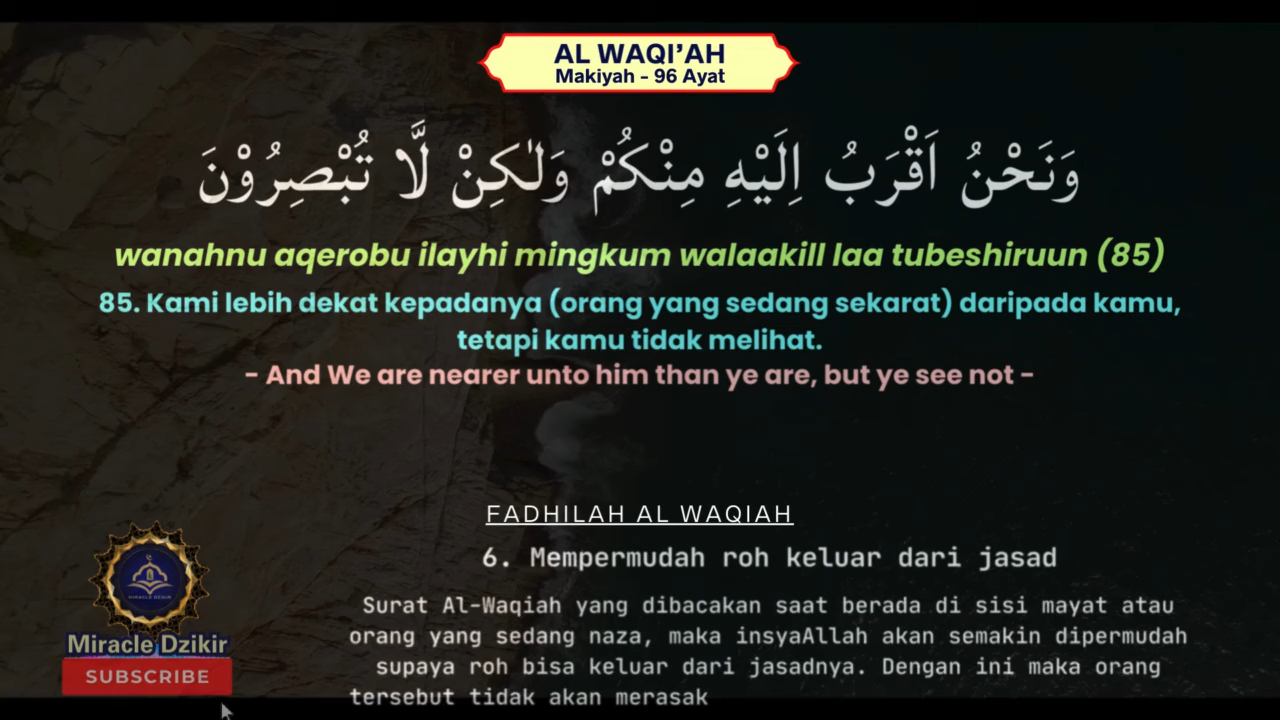 AL WAQI'AH
Makiyah - 96 Ayat
وَنَحْنُ اَقْرَبُ اِلَيْهِ مِنْكُمْ وَلٰكِنْ لَّا تُبْصِرُوْنَ
wanahnu aqerobu ilayhi mingkum walaakill laa tubeshiruun (85)
85. Kami lebih dekat kepadanya (orang yang sedang sekarat) daripada kamu,
tetapi kamu tidak melihat.
- And We are nearer unto him than ye are, but ye see not -
FADHILAH AL WAQIAH
6. Mempermudah roh keluar dari jasad
Surat Al-Waqiah yang dibacakan saat berada di sisi mayat atau
orang yang sedang naza, maka insyaAllah akan semakin dipermudah
supaya roh bisa keluar dari jasadnya. Dengan ini maka orang
tersebut tidak akan merasak
MIRACLE DZIKIR
Miracle Dzikir
SUBSCRIBE